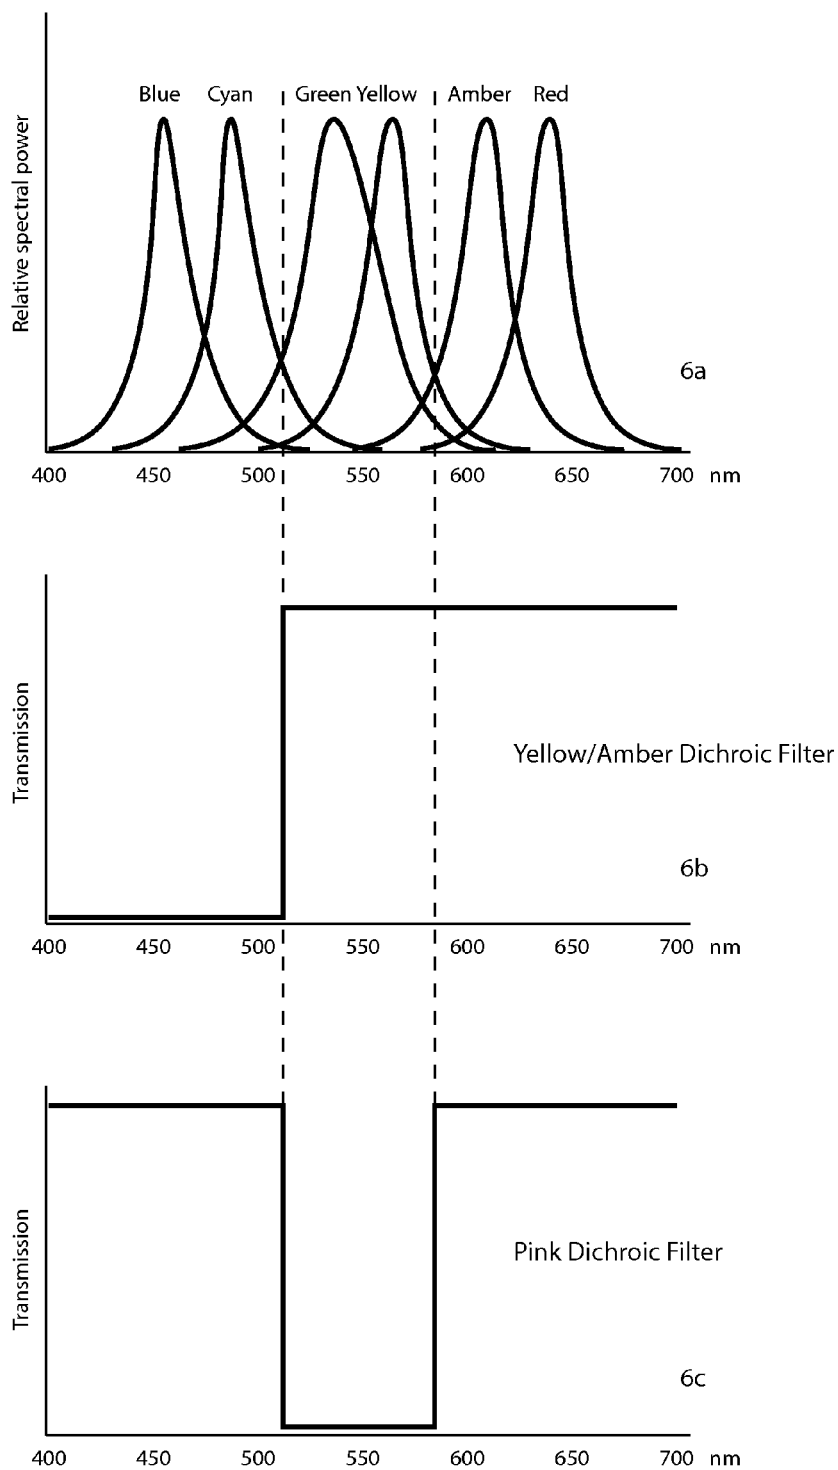 Blue Cyan Green Yellow Amber Red
Relative spectral power
6a
400 450 500 550 600 650 700 nm
Transmission
Yellow/Amber Dichroic Filter
6b
400 450 500 550 600 650 700 nm
Transmission
Pink Dichroic Filter
6c
400 450 500 550 600 650 700 nm